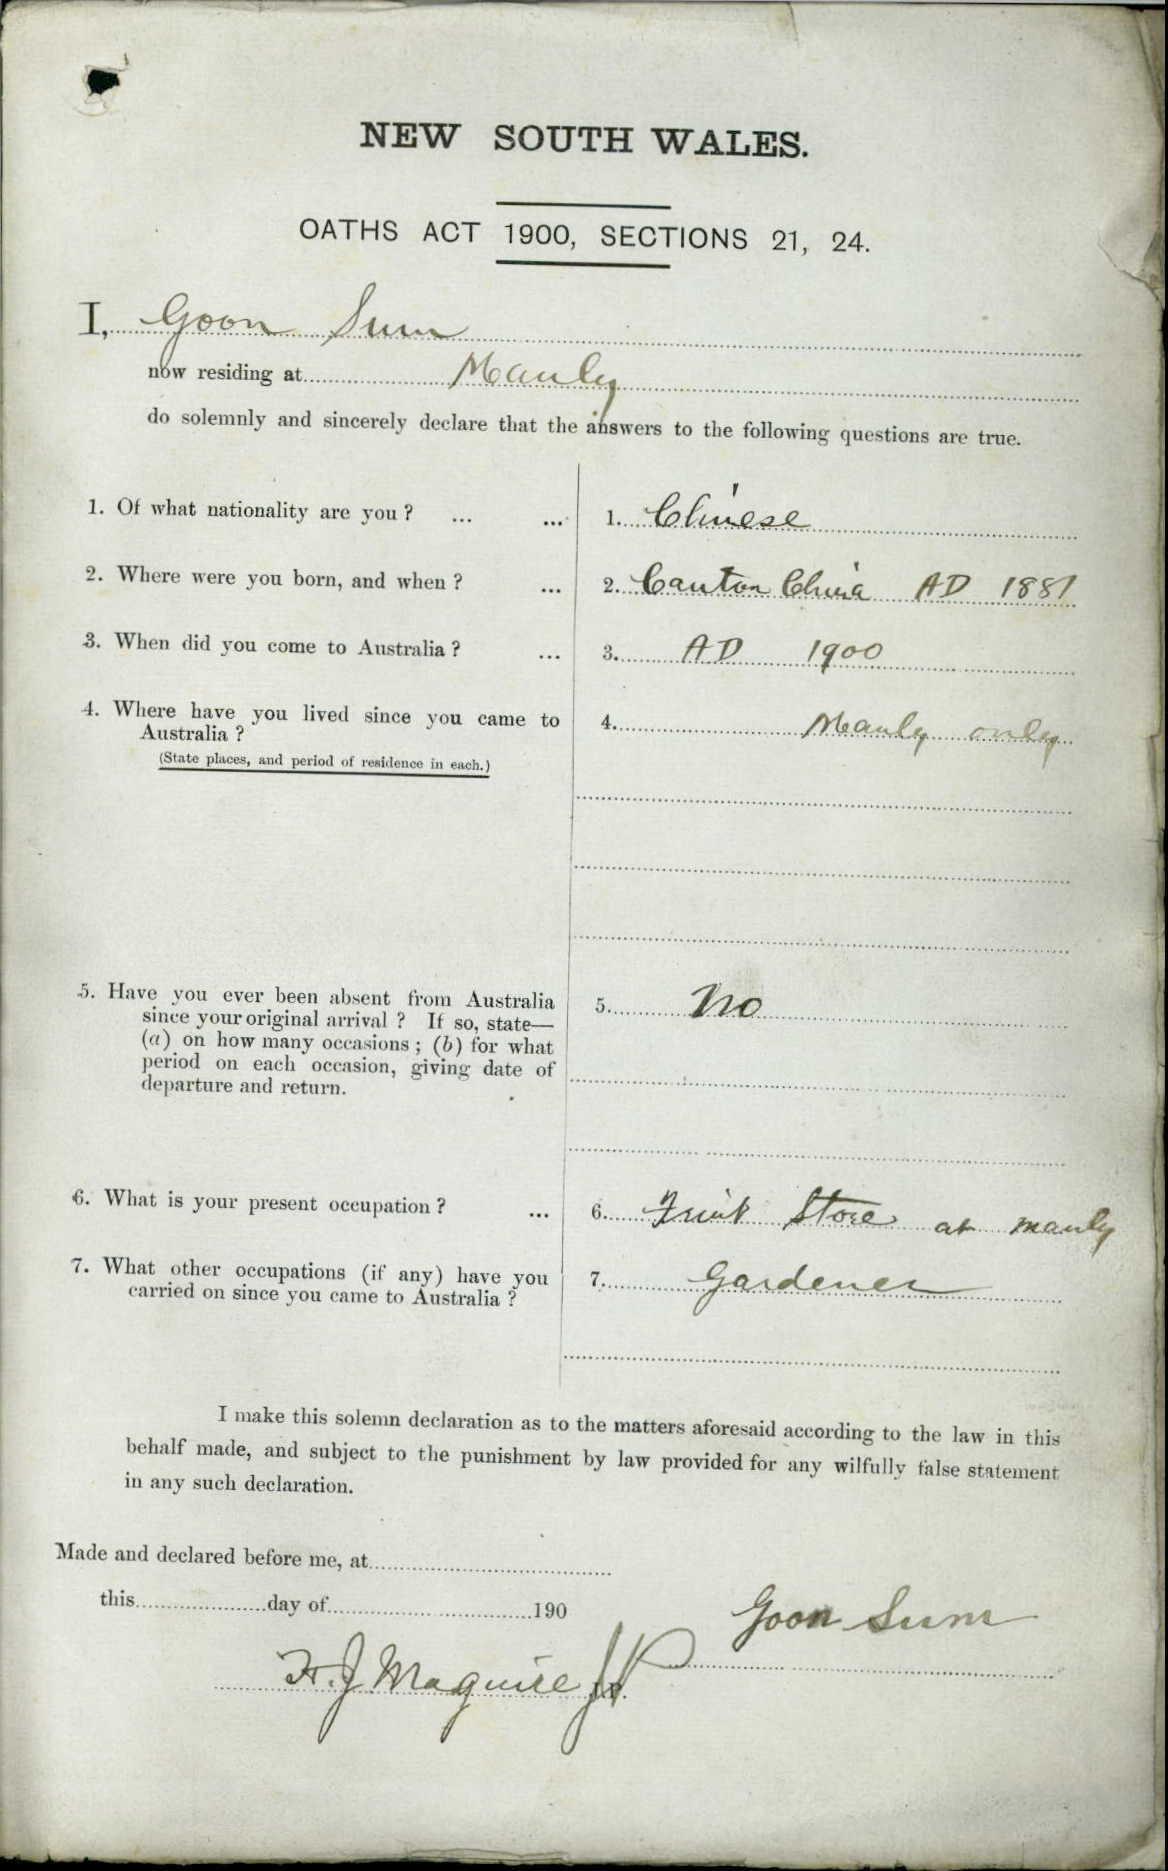 NEW SOUTH WALES.
OATHS ACT 1900, SECTIONS 21, 24.
I, Goon Sum
now residing at Manly
do solemnly and sincerely declare that the answers to the following questions are true.
1. Of what nationality are you? ... ... 1. Chinese
2. Where were you born, and when? ... 2. Canton China AD 1881
3. When did you come to Australia? ... 3. AD 1900
4. Where have you lived since you came to 4. Manly only
Australia?
(State places, and period of residence in each.)
5. Have you ever been absent from Australia 5. No
since your original arrival? If so, state—
(a) on how many occasions; (b) for what
period on each occasion, giving date of
departure and return.
6. What is your present occupation? ... 6. Fruit Store at Manly
7. What other occupations (if any) have you 7. Gardener
carried on since you came to Australia?
I make this solemn declaration as to the matters aforesaid according to the law in this
behalf made, and subject to the punishment by law provided for any wilfully false statement
in any such declaration.
Made and declared before me, at
this day of 190
Goon Sum
H. J Maguire JP